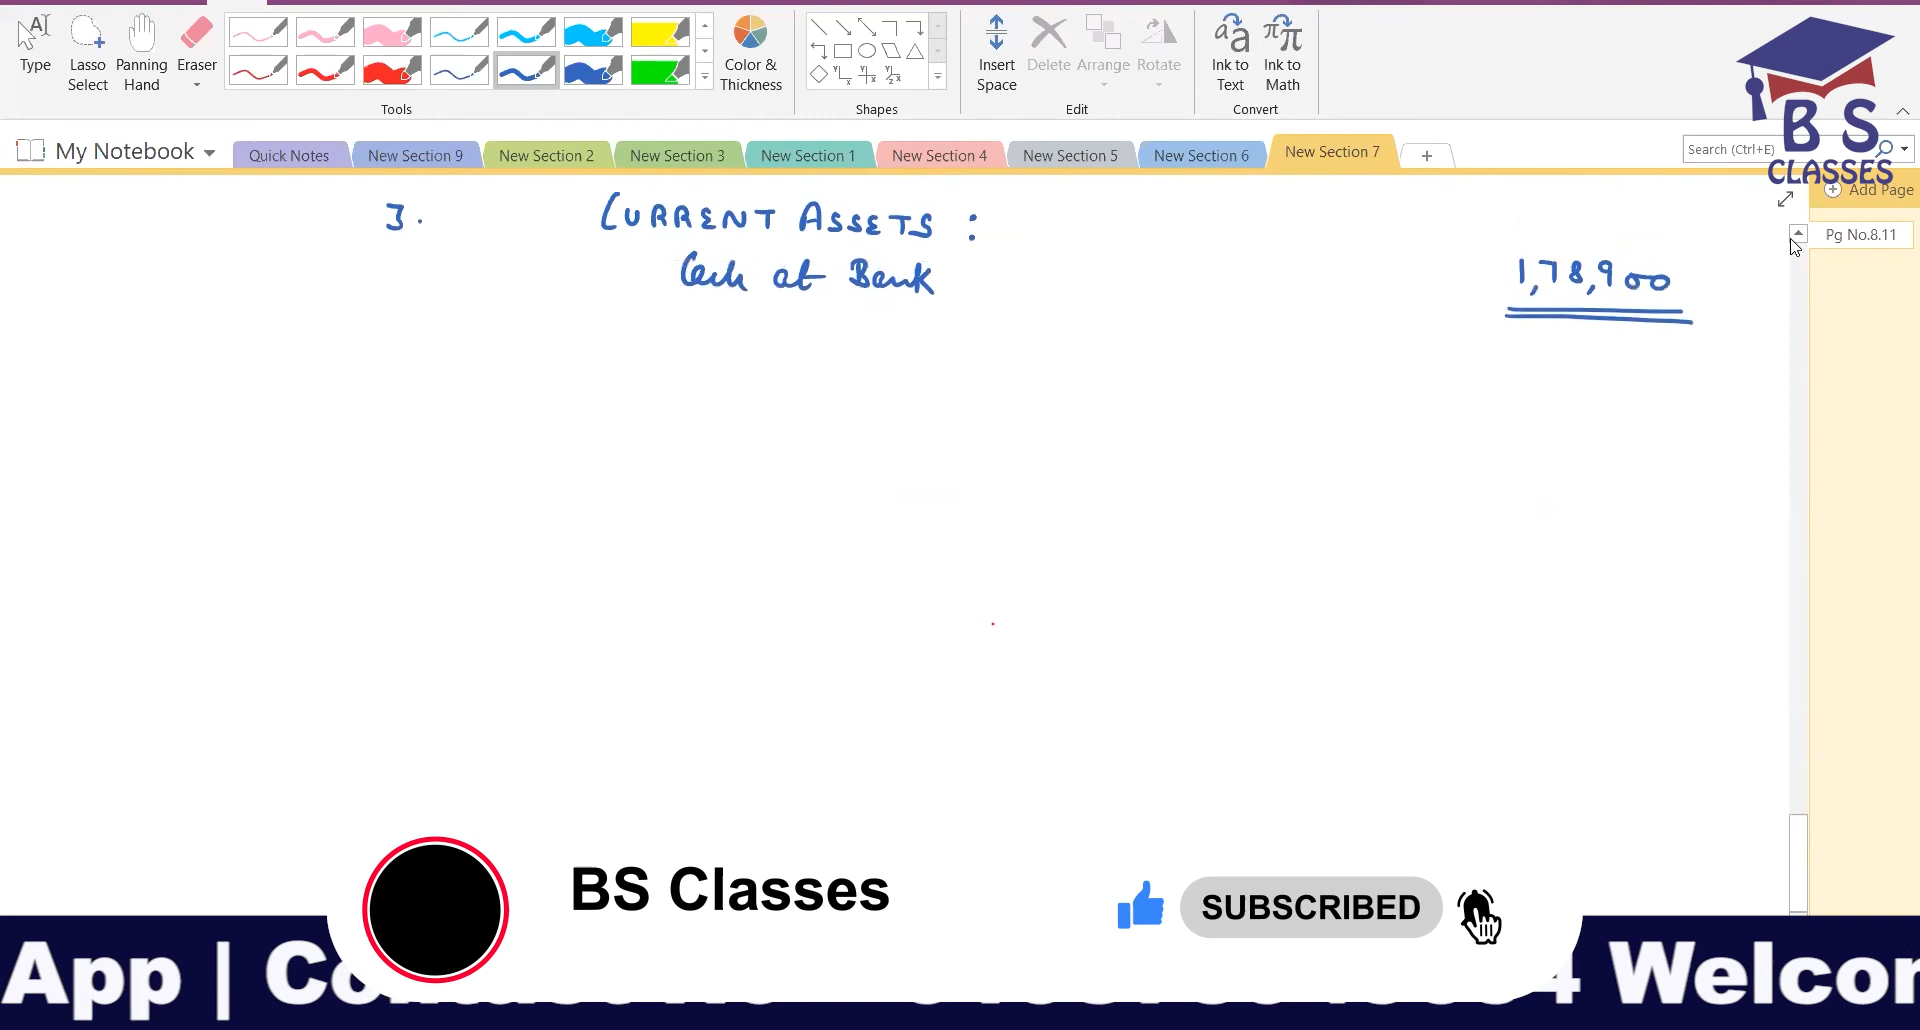 Type
Lasso Select
Panning Hand
Eraser
Color & Thickness
Insert Space
Delete
Arrange
Rotate
Ink to Text
Ink to Math
Tools
Shapes
Edit
Convert
B S
CLASSES
My Notebook
Quick Notes
New Section 9
New Section 2
New Section 3
New Section 1
New Section 4
New Section 5
New Section 6
New Section 7
Search (Ctrl+E)
Add Page
Pg No.8.11
3. CURRENT ASSETS :
Cash at Bank 1,78,900
BS Classes
SUBSCRIBED
App |
4 Welcor